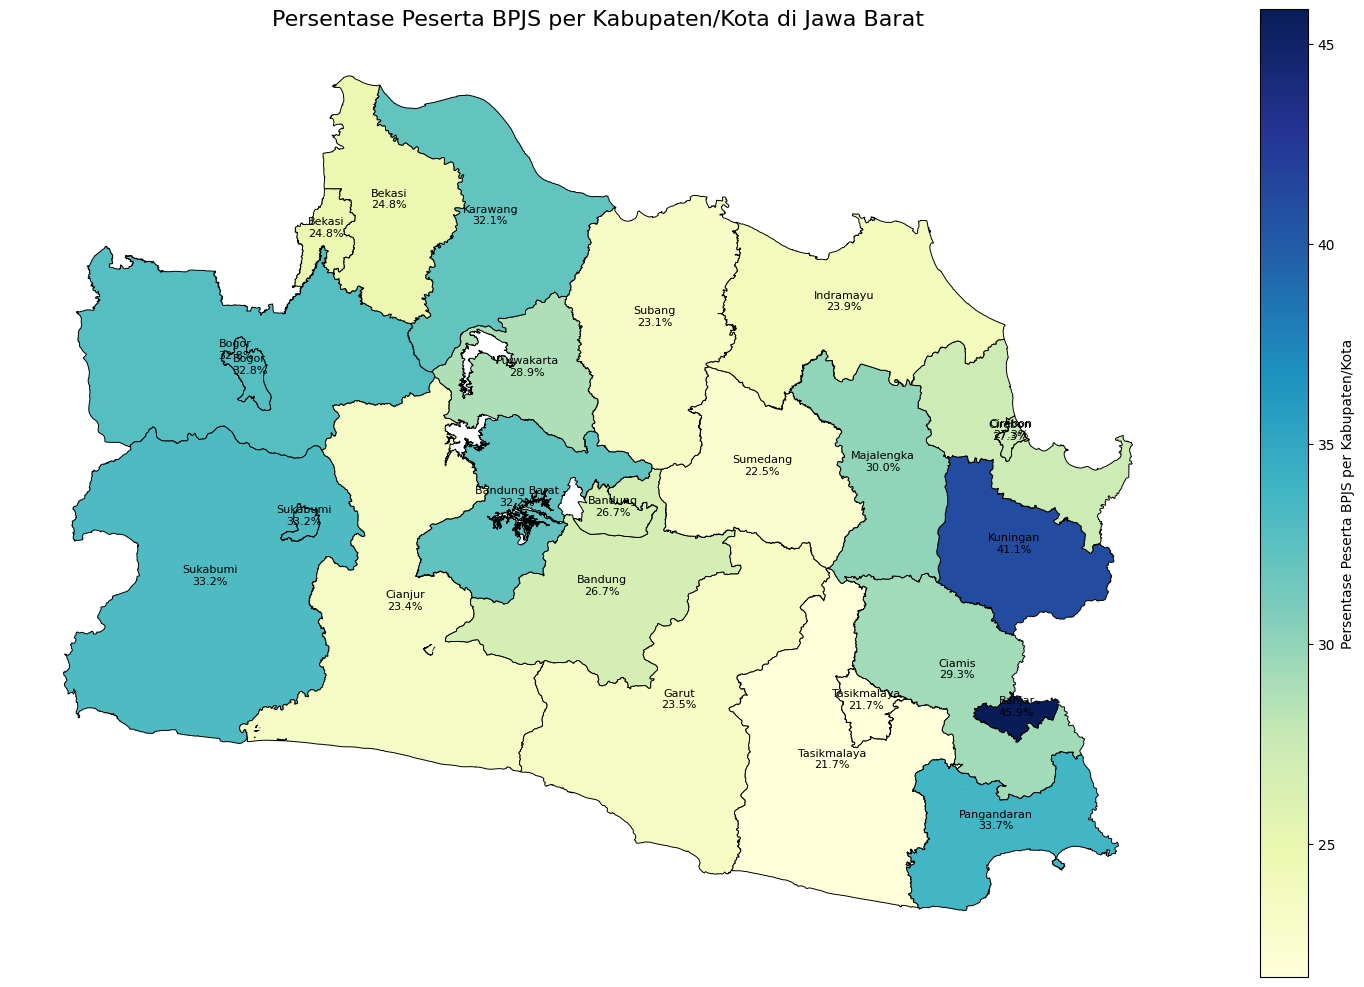 Persentase Peserta BPJS per Kabupaten/Kota di Jawa Barat
45
40
35
30
25
Persentase Peserta BPJS per Kabupaten/Kota
Bekasi
24.8%
Bekasi
24.8%
Karawang
32.1%
Subang
23.1%
Indramayu
23.9%
Bogor
32.8%
Bogor
32.8%
Purwakarta
28.9%
Cirebon
27.3%
Sumedang
22.5%
Majalengka
30.0%
Bandung Barat
32.2%
Bandung
26.7%
Sukabumi
33.2%
Kuningan
41.1%
Sukabumi
33.2%
Bandung
26.7%
Cianjur
23.4%
Ciamis
29.3%
Garut
23.5%
Tasikmalaya
21.7%
Banjar
45.9%
Tasikmalaya
21.7%
Pangandaran
33.7%